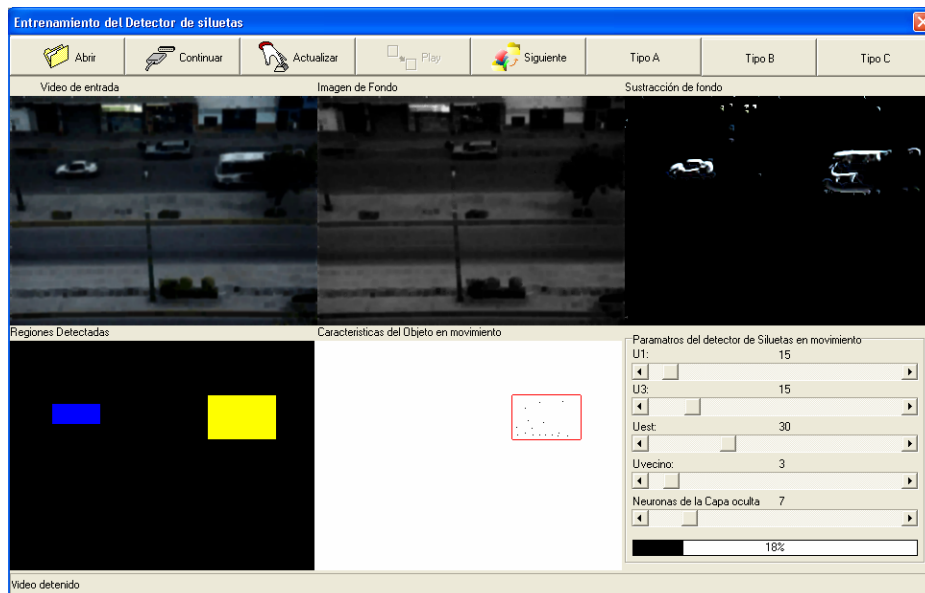 Entrenamiento del Detector de siluetas
Abrir Continuar Actualizar Play Siguiente Tipo A Tipo B Tipo C
Video de entrada Imagen de Fondo Sustracción de fondo
Regiones Detectadas Caracteristicas del Objeto en movimiento
Paramatros del detector de Siluetas en movimiento
U1: 15
U3: 15
Uest: 30
Uvecino: 3
Neuronas de la Capa oculta 7
18%
Video detenido